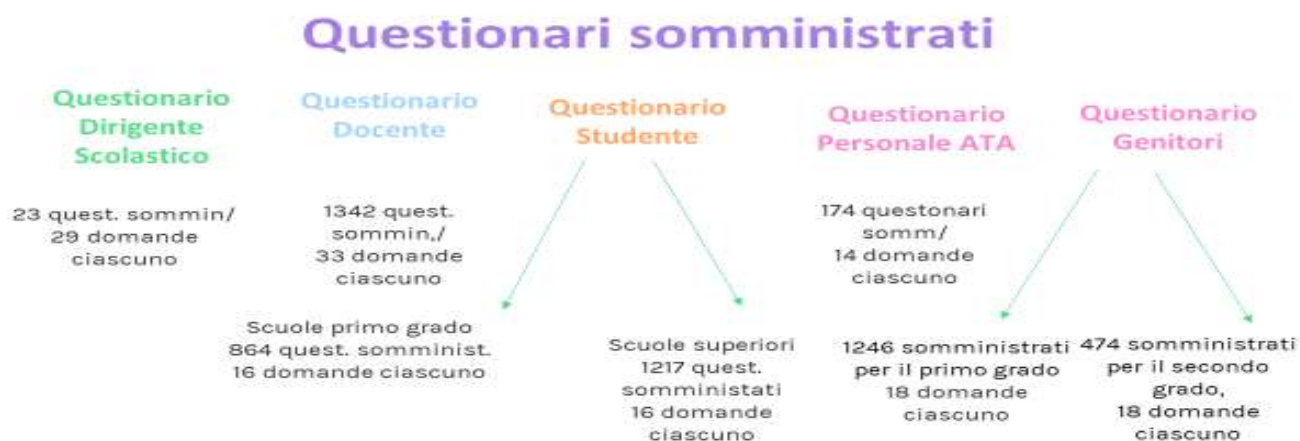 Questionari somministrati
Questionario
Dirigente
Scolastico
23 quest. sommin/
29 domande
ciascuno
Questionario
Docente
1342 quest.
sommin./
33 domande
ciascuno
Questionario
Studente
Scuole primo grado
864 quest. somminist.
16 domande ciascuno
Scuole superiori
1217 quest.
somministati
16 domande
ciascuno
Questionario
Personale ATA
174 questonari
somm/
14 domande
ciascuno
Questionario
Genitori
1246 somministrati
per il primo grado
18 domande
ciascuno
474 somministrati
per il secondo
grado,
18 domande
ciascuno